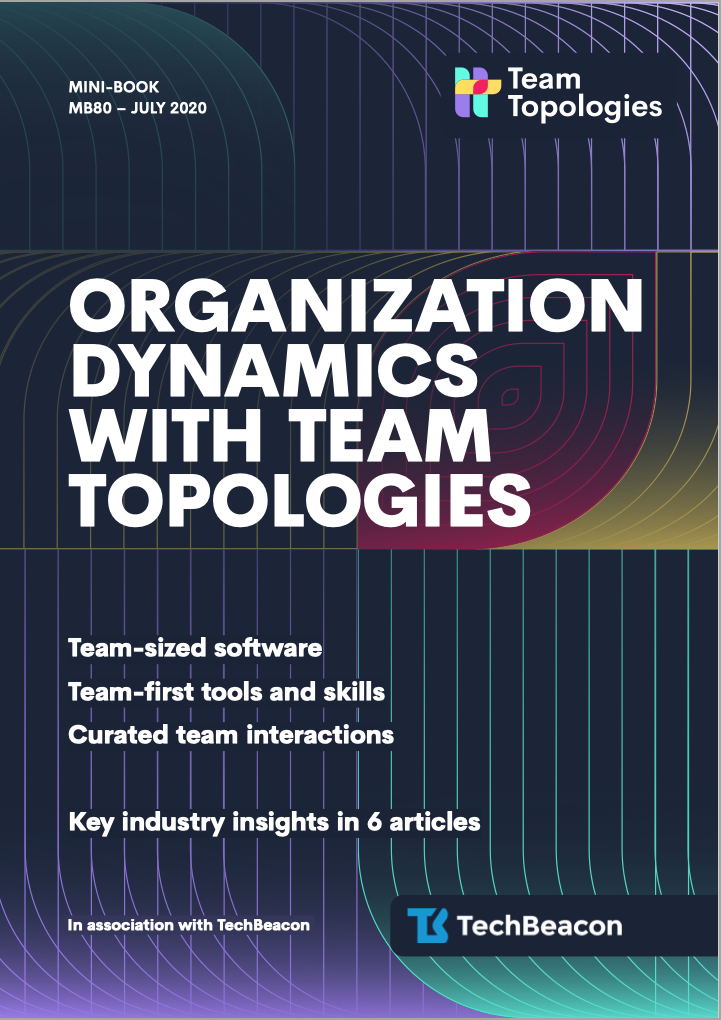 MINI-BOOK
MB80 – JULY 2020
Team
Topologies
ORGANIZATION
DYNAMICS
WITH TEAM
TOPOLOGIES
Team-sized software
Team-first tools and skills
Curated team interactions
Key industry insights in 6 articles
In association with TechBeacon
TechBeacon